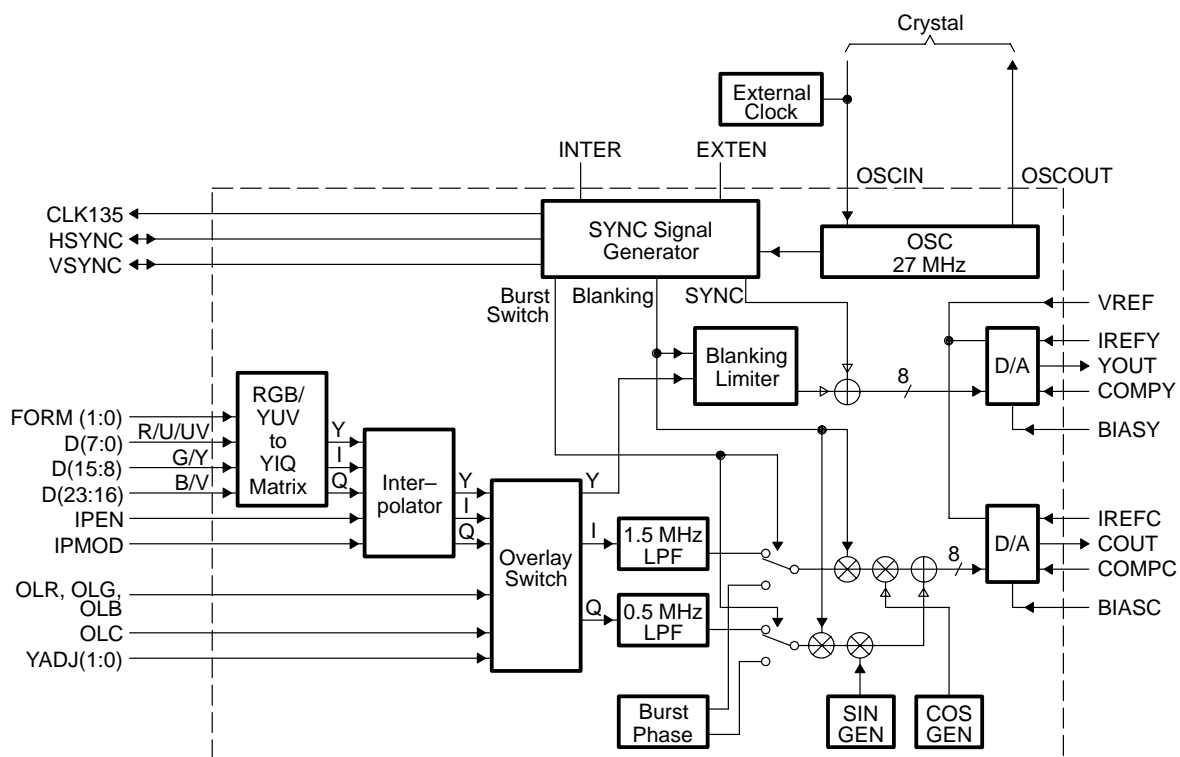 Crystal
External
Clock
INTER
EXTEN
OSCIN
OSCOUT
CLK135
HSYNC
VSYNC
SYNC Signal
Generator
OSC
27 MHz
Burst
Switch
Blanking
SYNC
VREF
Blanking
Limiter
8
D/A
IREFY
YOUT
COMPY
BIASY
FORM (1:0)
D(7:0)
R/U/UV
D(15:8)
G/Y
D(23:16)
B/V
IPEN
IPMOD
RGB/
YUV
to
YIQ
Matrix
Y
I
Q
Inter–
polator
Y
I
Q
Overlay
Switch
Y
I
Q
1.5 MHz
LPF
0.5 MHz
LPF
8
D/A
IREFC
COUT
COMPC
BIASC
OLR, OLG,
OLB
OLC
YADJ(1:0)
Burst
Phase
SIN
GEN
COS
GEN